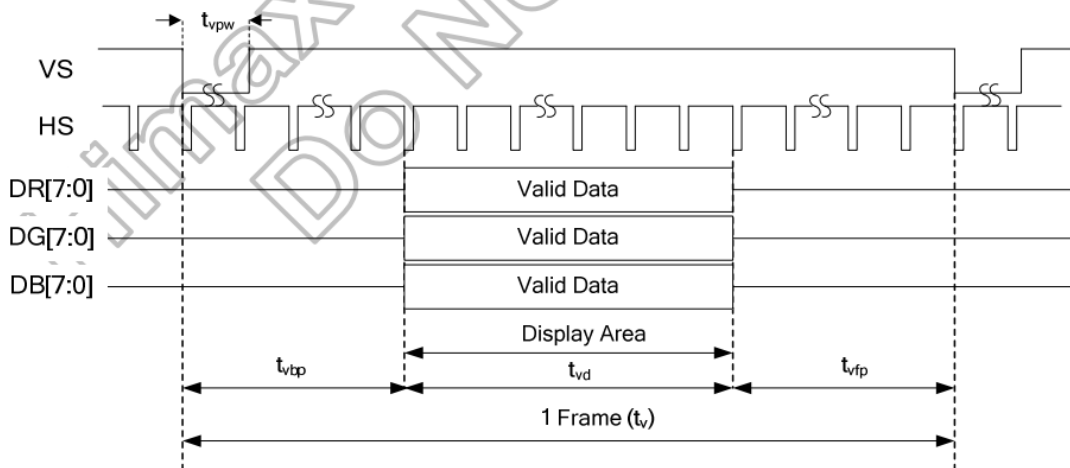 tvpw
VS
HS
DR[7:0] Valid Data
DG[7:0] Valid Data
DB[7:0] Valid Data
Display Area
tvbp tvd tvfp
1 Frame (tv)
Do